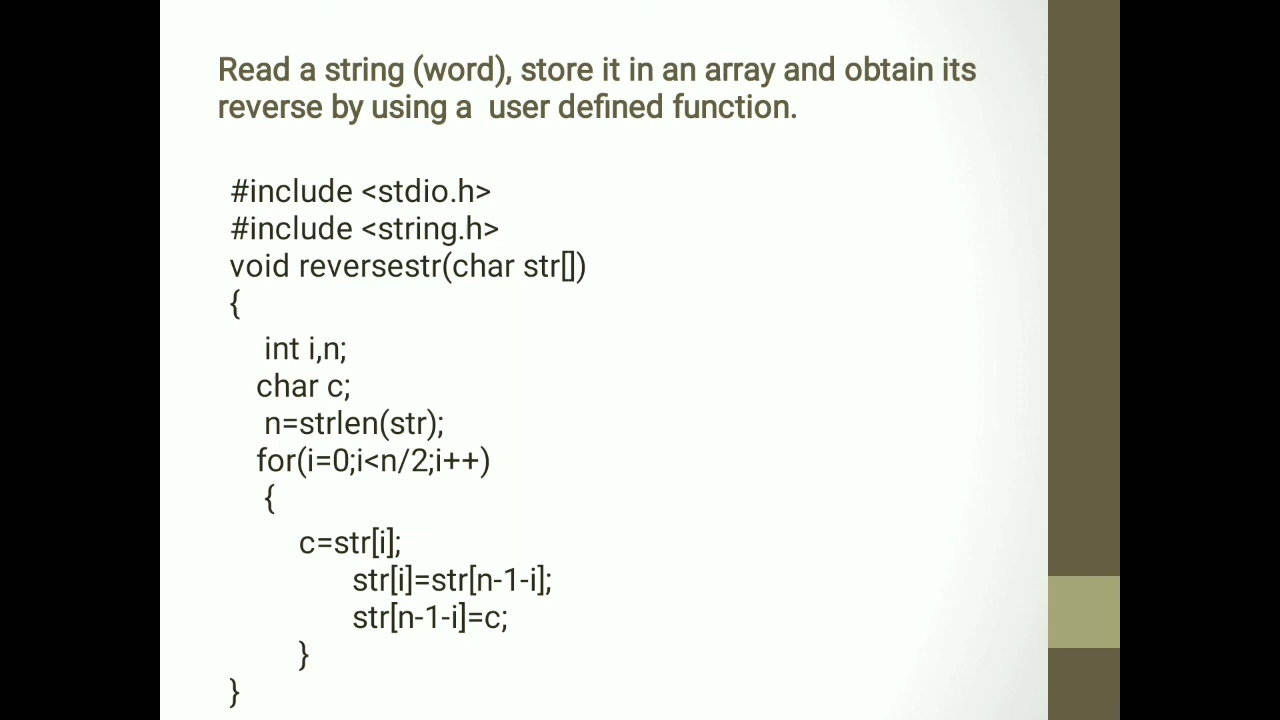 Read a string (word), store it in an array and obtain its
reverse by using a  user defined function.
#include <stdio.h>
#include <string.h>
void reversestr(char str[])
{
int i,n;
char c;
n=strlen(str);
for(i=0;i<n/2;i++)
{
c=str[i];
str[i]=str[n-1-i];
str[n-1-i]=c;
}
}